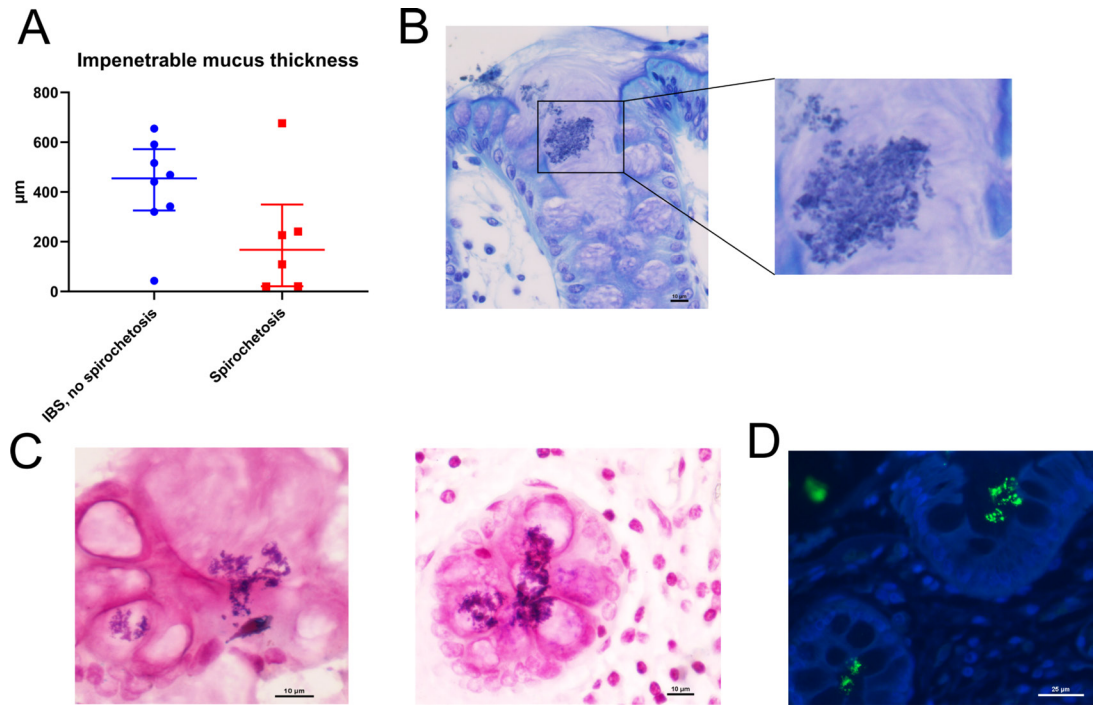 A
Impenetrable mucus thickness
800
600
400
200
0
µm
IBS, no spirochetosis
Spirochetosis
B
10 µm
C
10 µm
10 µm
D
25 µm